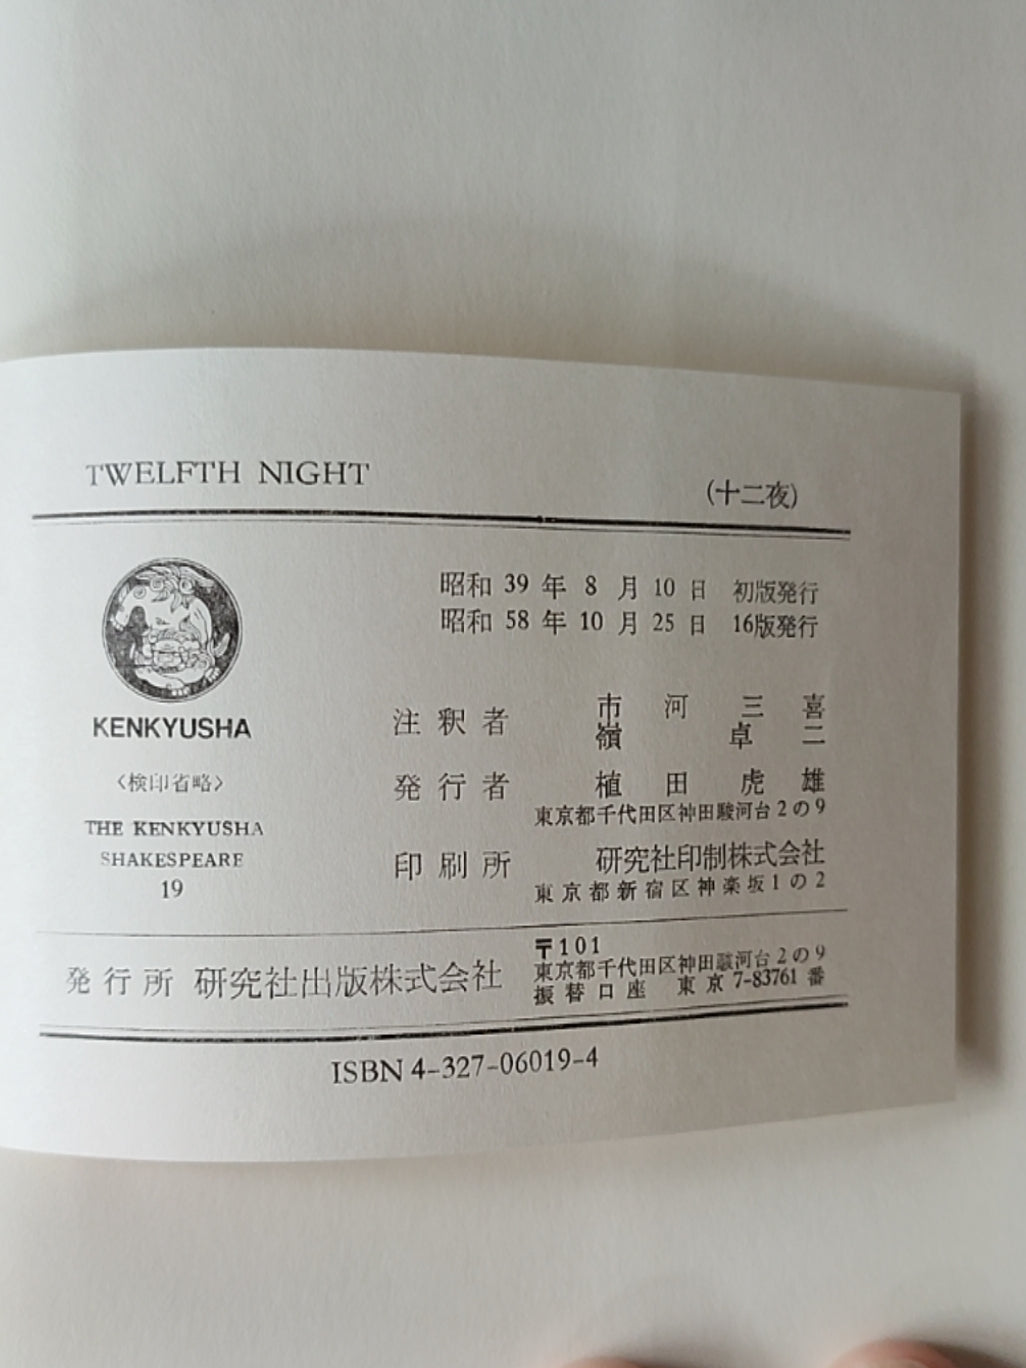 TWELFTH NIGHT (十二夜)
昭和 39 年 8 月 10 日 初版発行
昭和 58 年 10 月 25 日 16版発行
KENKYUSHA
〈検印省略〉
THE KENKYUSHA
SHAKESPEARE
19
注釈者 市河三喜
嶺卓二
発行者 植田虎雄
東京都千代田区神田駿河台2の9
印刷所 研究社印制株式会社
東京都新宿区神楽坂1の2
発行所 研究社出版株式会社
〒101
東京都千代田区神田駿河台2の9
振替口座 東京 7-83761 番
ISBN 4-327-06019-4